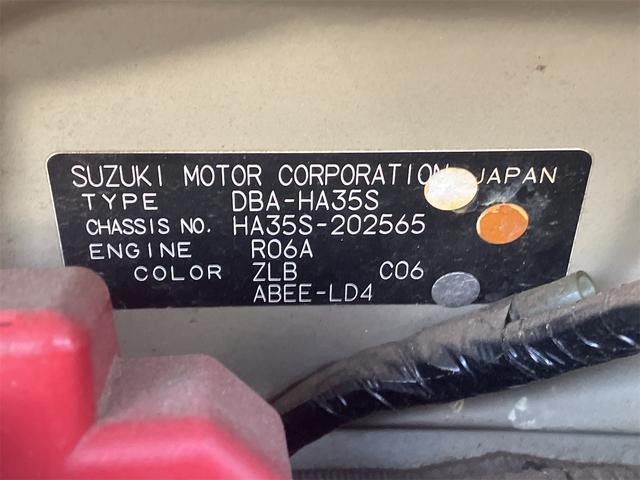 SUZUKI MOTOR CORPORATION JAPAN
TYPE DBA-HA35S
CHASSIS NO. HA35S-202565
ENGINE R06A
COLOR ZLB C06
ABEE-LD4